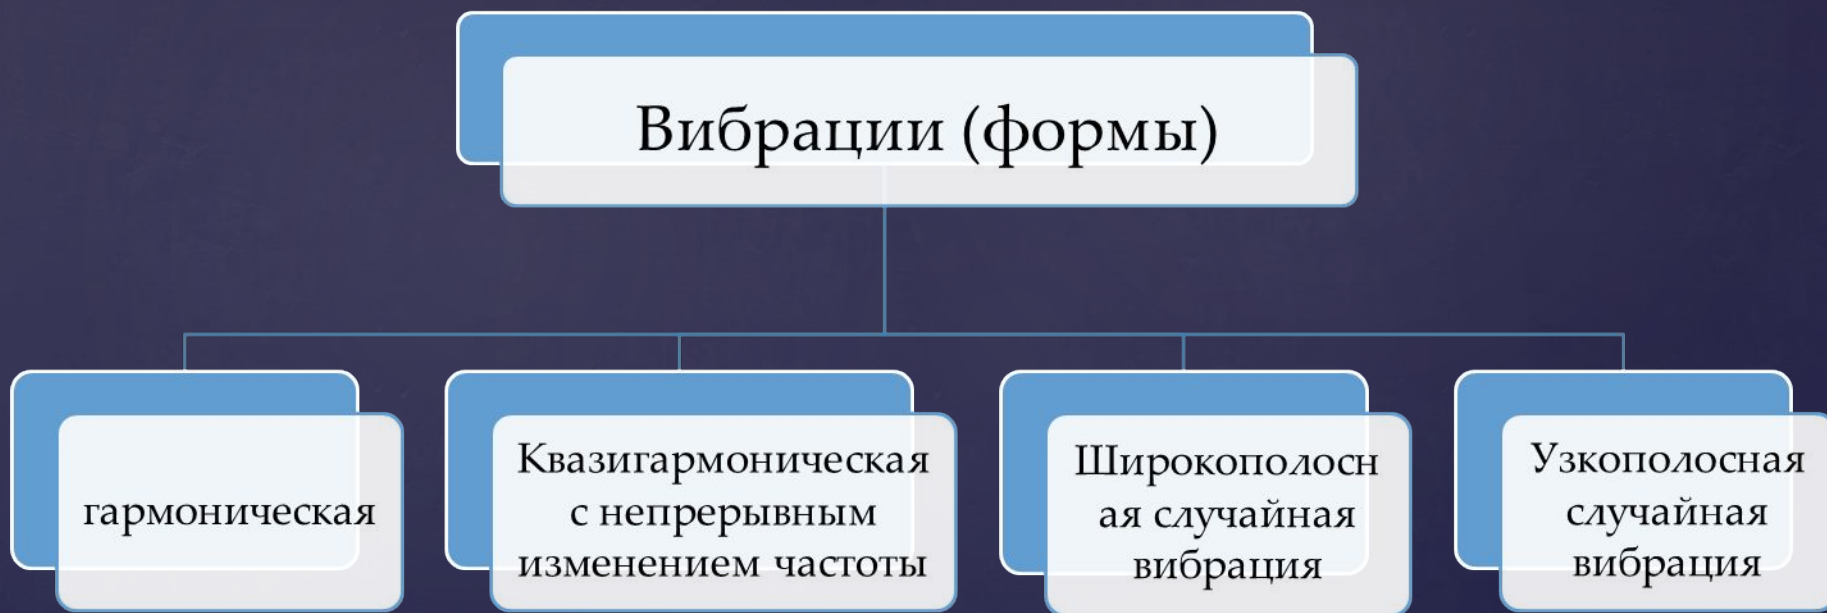 Вибрации (формы)
гармоническая
Квазигармоническая
с непрерывным
изменением частоты
Широкополосн
ая случайная
вибрация
Узкополосная
случайная
вибрация